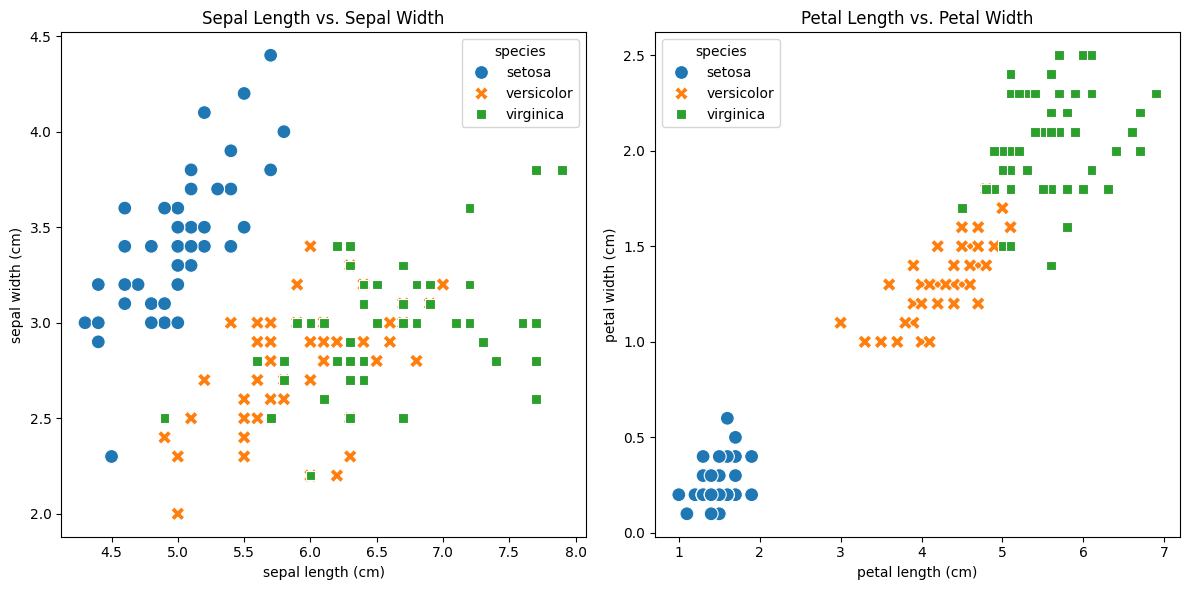 Sepal Length vs. Sepal Width
4.5
4.0
3.5
3.0
2.5
2.0
sepal width (cm)
species
setosa
versicolor
virginica
4.5 5.0 5.5 6.0 6.5 7.0 7.5 8.0
sepal length (cm)
Petal Length vs. Petal Width
2.5
2.0
1.5
1.0
0.5
0.0
petal width (cm)
species
setosa
versicolor
virginica
1 2 3 4 5 6 7
petal length (cm)